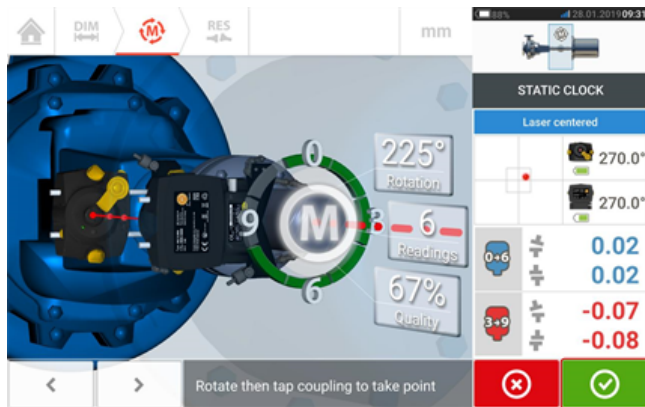 DIM
M
RES
mm
88%
28.01.2019 09:31
STATIC CLOCK
Laser centered
270.0°
270.0°
0
9
M
3
6
225°
Rotation
6
Readings
67%
Quality
0→6
0.02
0.02
3→9
-0.07
-0.08
Rotate then tap coupling to take point